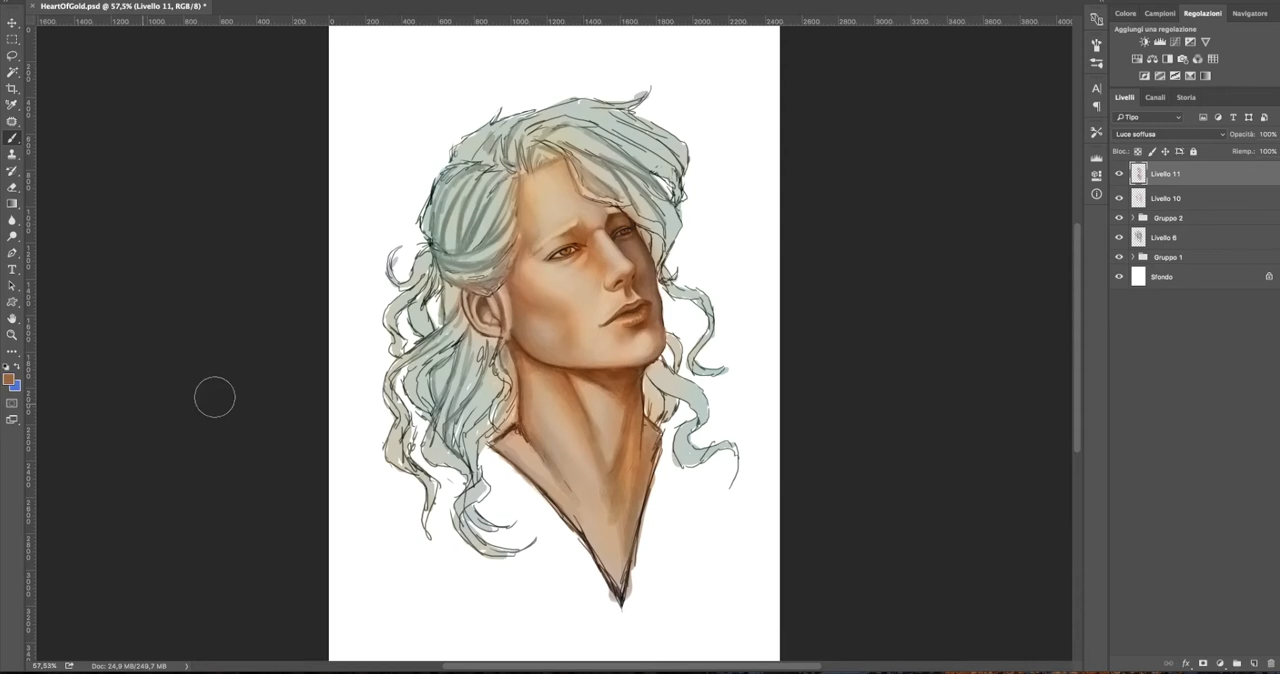 HeartOfGold.psd @ 57,5% (Livello 11, RGB/8) *
Colore Campioni Regolazioni Navigatore
Aggiungi una regolazione
Livelli Canali Storia
Tipo
Luce soffusa Opacità: 100%
Bloc.: Riemp.: 100%
Livello 11
Livello 10
Gruppo 2
Livello 6
Gruppo 1
Sfondo
57,53% Doc: 24,9 MB/249,7 MB